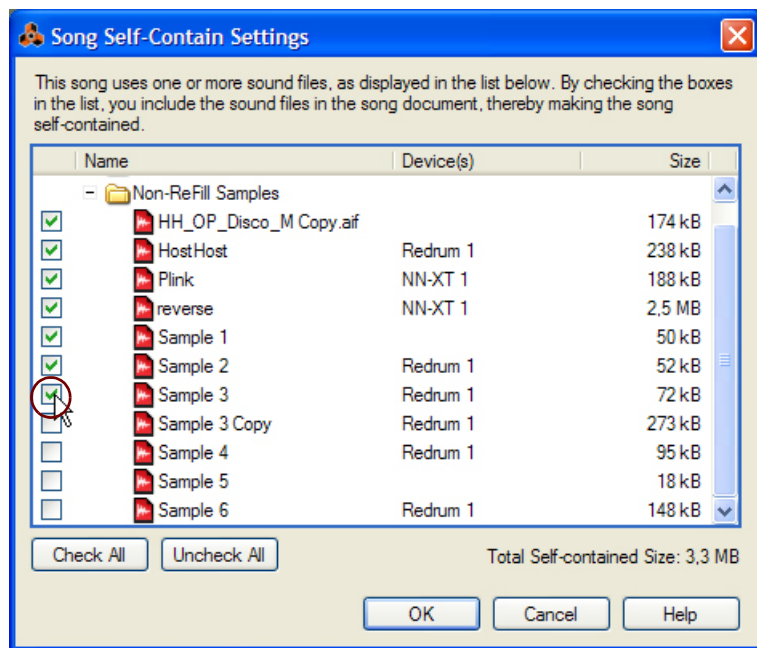 Song Self-Contain Settings
This song uses one or more sound files, as displayed in the list below. By checking the boxes
in the list, you include the sound files in the song document, thereby making the song
self-contained.
Name Device(s) Size
Non-ReFill Samples
HH_OP_Disco_M Copy.aif 174 kB
HostHost Redrum 1 238 kB
Plink NN-XT 1 188 kB
reverse NN-XT 1 2,5 MB
Sample 1 50 kB
Sample 2 Redrum 1 52 kB
Sample 3 Redrum 1 72 kB
Sample 3 Copy Redrum 1 273 kB
Sample 4 Redrum 1 95 kB
Sample 5 18 kB
Sample 6 Redrum 1 148 kB
Check All Uncheck All Total Self-contained Size: 3,3 MB
OK Cancel Help